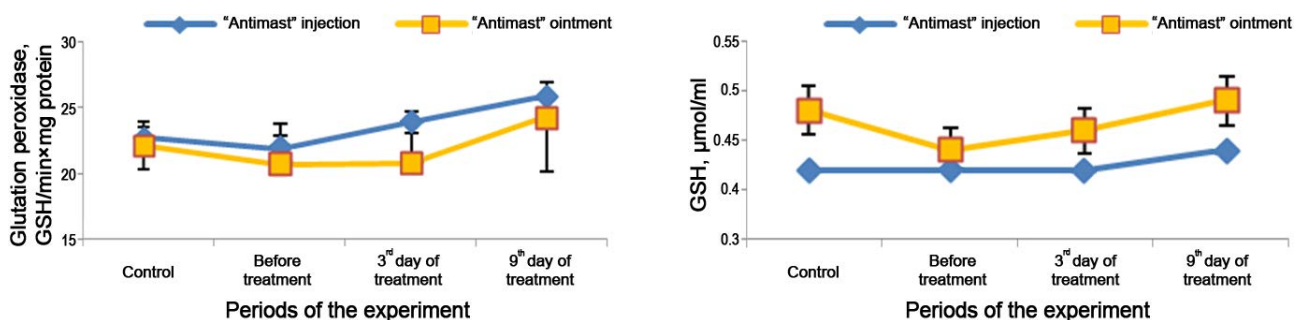 “Antimast” injection
“Antimast” ointment
Glutation peroxidase,
GSH/min×mg protein
30
25
20
15
Control
Before
treatment
3rd day of
treatment
9th day of
treatment
Periods of the experiment
“Antimast” injection
“Antimast” ointment
GSH, µmol/ml
0.55
0.5
0.45
0.4
0.3
Control
Before
treatment
3rd day of
treatment
9th day of
treatment
Periods of the experiment